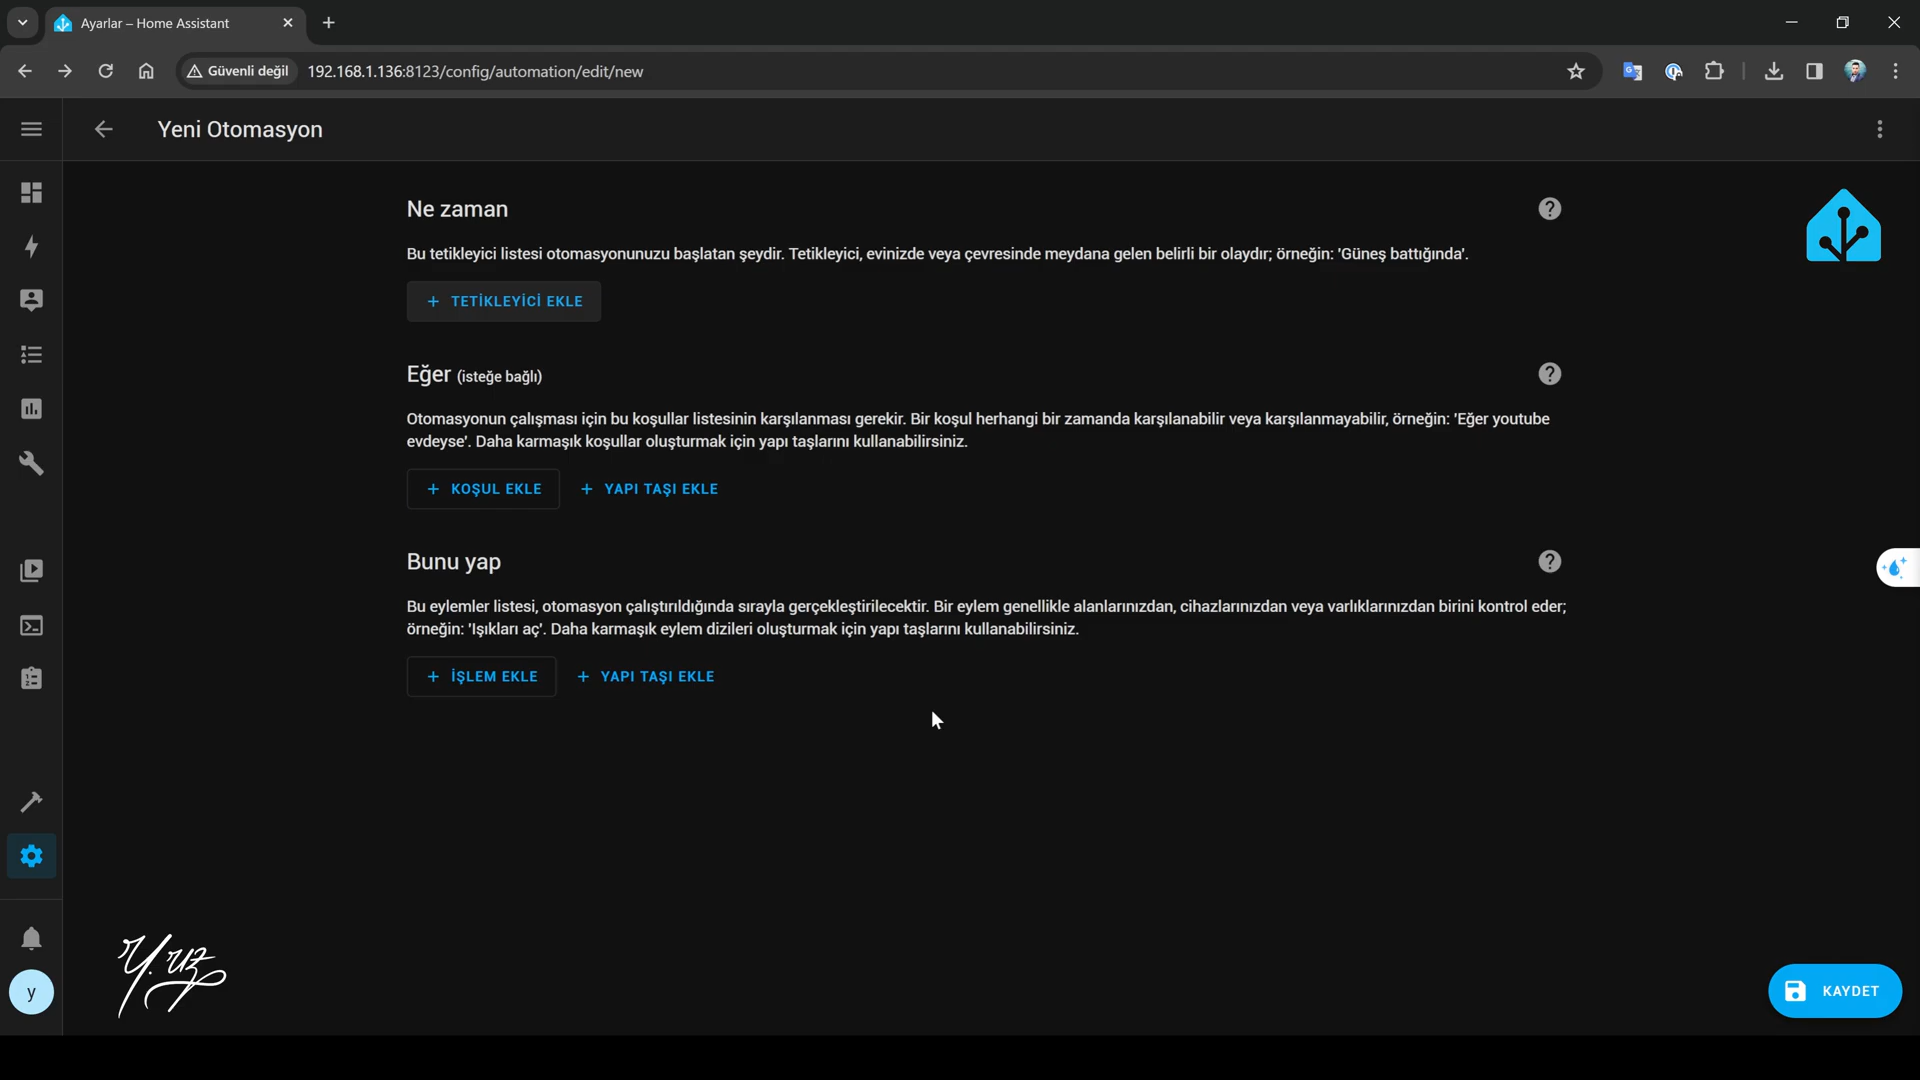 Ayarlar – Home Assistant
Güvenli değil
192.168.1.136:8123/config/automation/edit/new
Yeni Otomasyon
Ne zaman
Bu tetikleyici listesi otomasyonunuzu başlatan şeydir. Tetikleyici, evinizde veya çevresinde meydana gelen belirli bir olaydır; örneğin: 'Güneş battığında'.
+ TETİKLEYİCİ EKLE
Eğer (isteğe bağlı)
Otomasyonun çalışması için bu koşullar listesinin karşılanması gerekir. Bir koşul herhangi bir zamanda karşılanabilir veya karşılanmayabilir, örneğin: 'Eğer youtube
evdeyse'. Daha karmaşık koşullar oluşturmak için yapı taşlarını kullanabilirsiniz.
+ KOŞUL EKLE + YAPI TAŞI EKLE
Bunu yap
Bu eylemler listesi, otomasyon çalıştırıldığında sırayla gerçekleştirilecektir. Bir eylem genellikle alanlarınızdan, cihazlarınızdan veya varlıklarınızdan birini kontrol eder;
örneğin: 'Işıkları aç'. Daha karmaşık eylem dizileri oluşturmak için yapı taşlarını kullanabilirsiniz.
+ İŞLEM EKLE + YAPI TAŞI EKLE
Y.uz
y
KAYDET